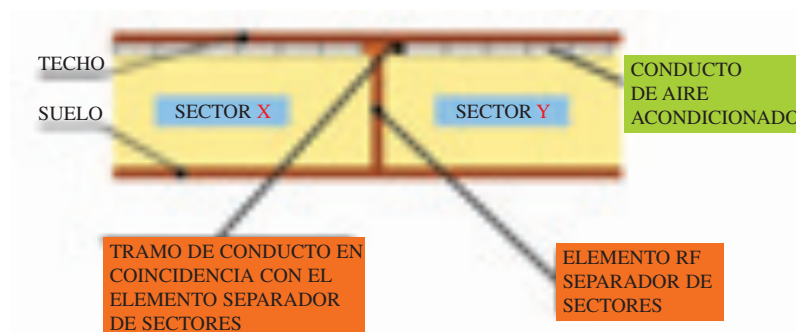 TECHO
SUELO
SECTOR X
SECTOR Y
CONDUCTO
DE AIRE
ACONDICIONADO
TRAMO DE CONDUCTO EN
COINCIDENCIA CON EL
ELEMENTO SEPARADOR
DE SECTORES
ELEMENTO RF
SEPARADOR DE
SECTORES